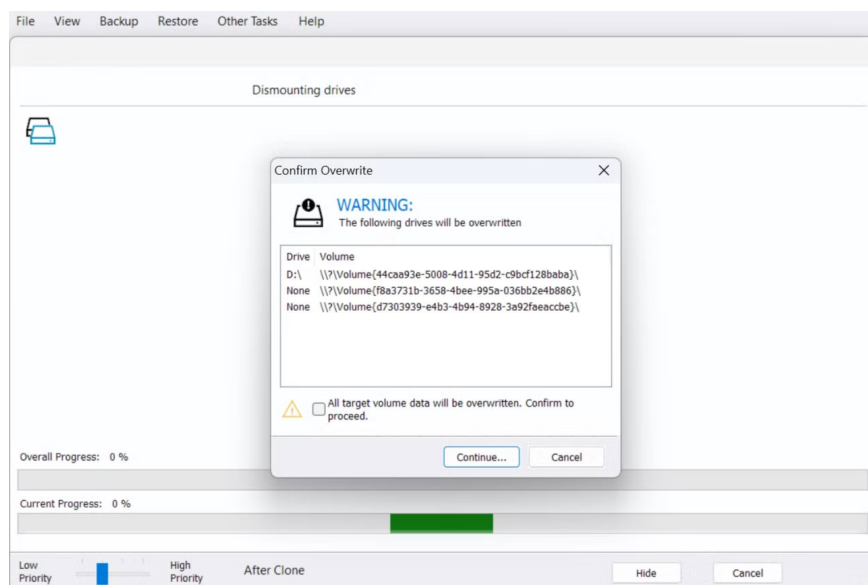 File View Backup Restore Other Tasks Help
Dismounting drives
Confirm Overwrite
WARNING:
The following drives will be overwritten
Drive Volume
D:\ \\?\Volume{44caa93e-5008-4d11-95d2-c9bcf128baba}\
None \\?\Volume{f8a3731b-3658-4bee-995a-036bb2e4b886}\
None \\?\Volume{d7303939-e4b3-4b94-8928-3a92faeaccbe}\
All target volume data will be overwritten. Confirm to
proceed.
Continue... Cancel
Overall Progress: 0 %
Current Progress: 0 %
Low
Priority
High
Priority
After Clone
Hide Cancel